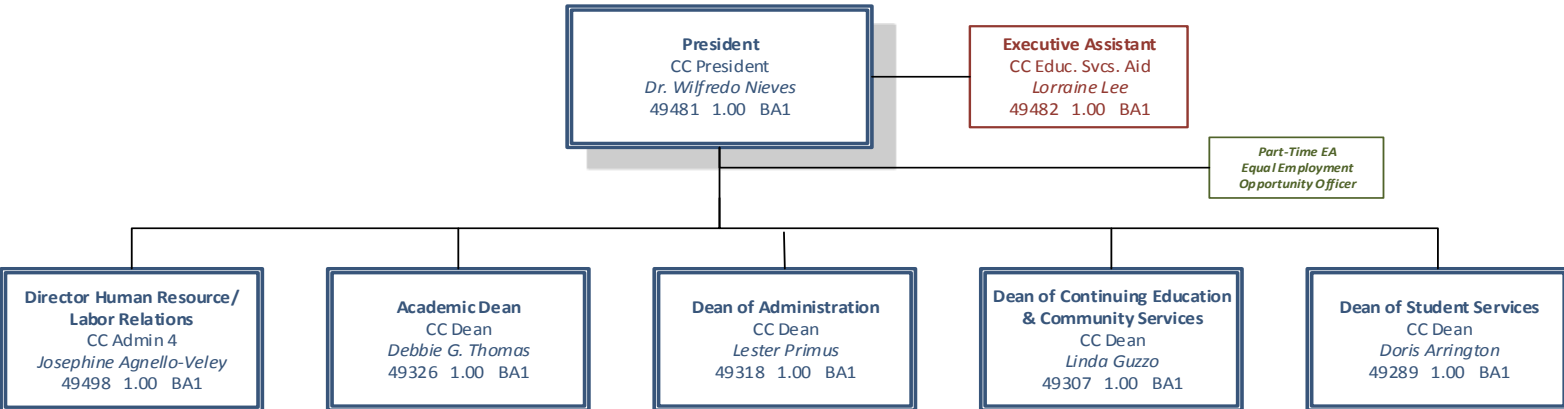 President
CC President
Dr. Wilfredo Nieves
49481 1.00 BA1
Executive Assistant
CC Educ. Svcs. Aid
Lorraine Lee
49482 1.00 BA1
Part-Time EA
Equal Employment
Opportunity Officer
Director Human Resource/
Labor Relations
CC Admin 4
Josephine Agnello-Veley
49498 1.00 BA1
Academic Dean
CC Dean
Debbie G. Thomas
49326 1.00 BA1
Dean of Administration
CC Dean
Lester Primus
49318 1.00 BA1
Dean of Continuing Education
& Community Services
CC Dean
Linda Guzzo
49307 1.00 BA1
Dean of Student Services
CC Dean
Doris Arrington
49289 1.00 BA1